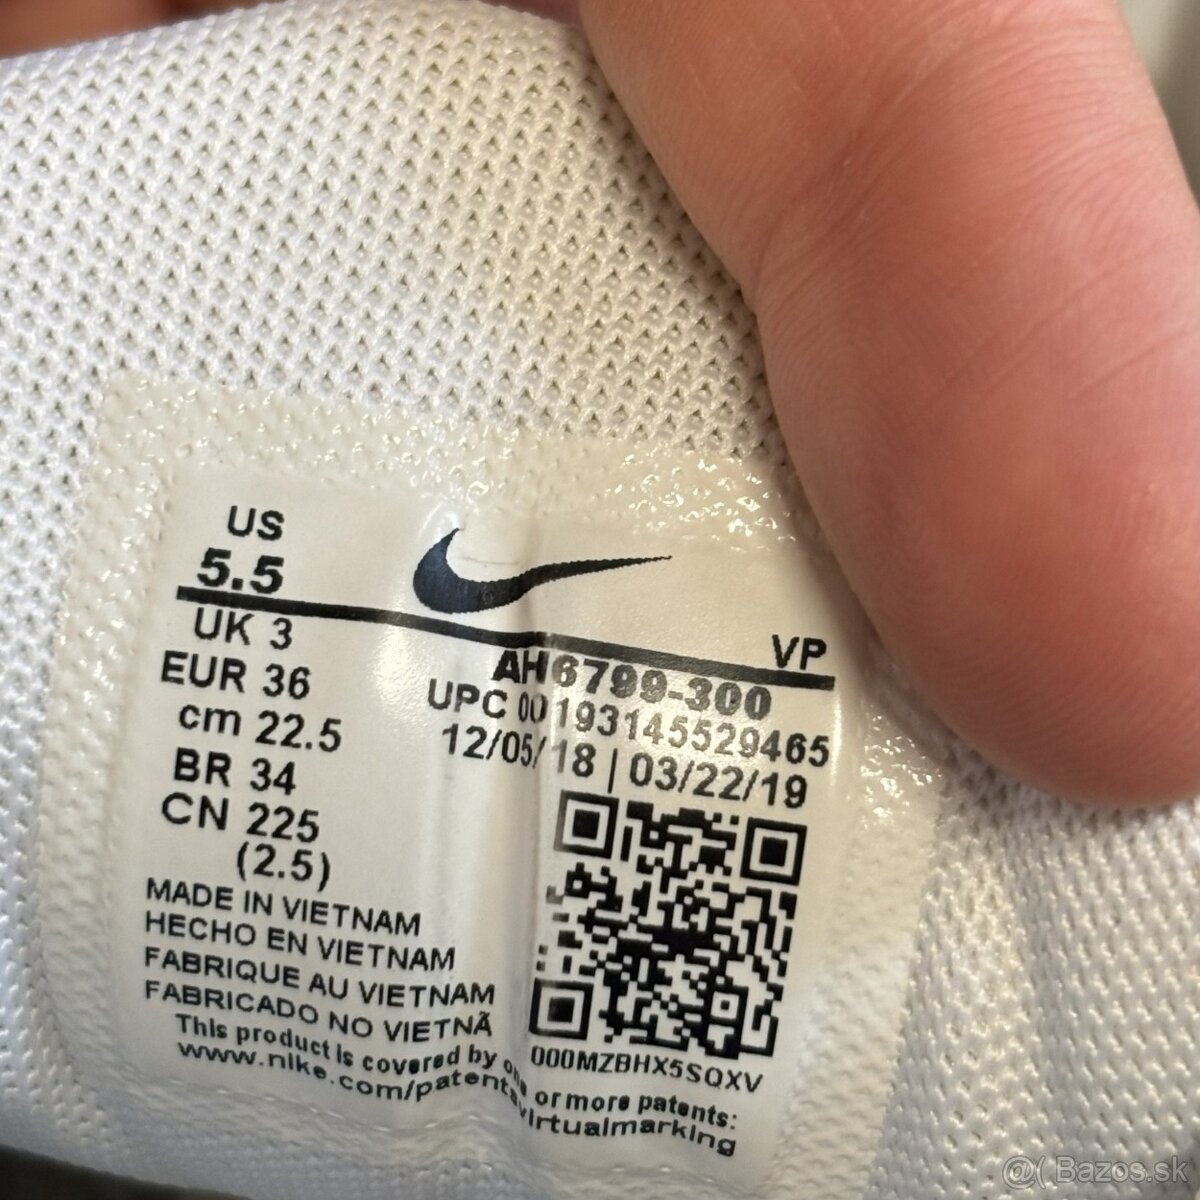 US
5.5
UK 3
EUR 36
cm 22.5
BR 34
CN 225
(2.5)
VP
AH6799-300
UPC 00193145529465
12/05/18 | 03/22/19
MADE IN VIETNAM
HECHO EN VIETNAM
FABRIQUE AU VIETNAM
FABRICADO NO VIETNÃ
000MZBHX5SQXV
This product is covered by one or more patents:
www.nike.com/patentsvirtualmarking
@( Bazos.sk